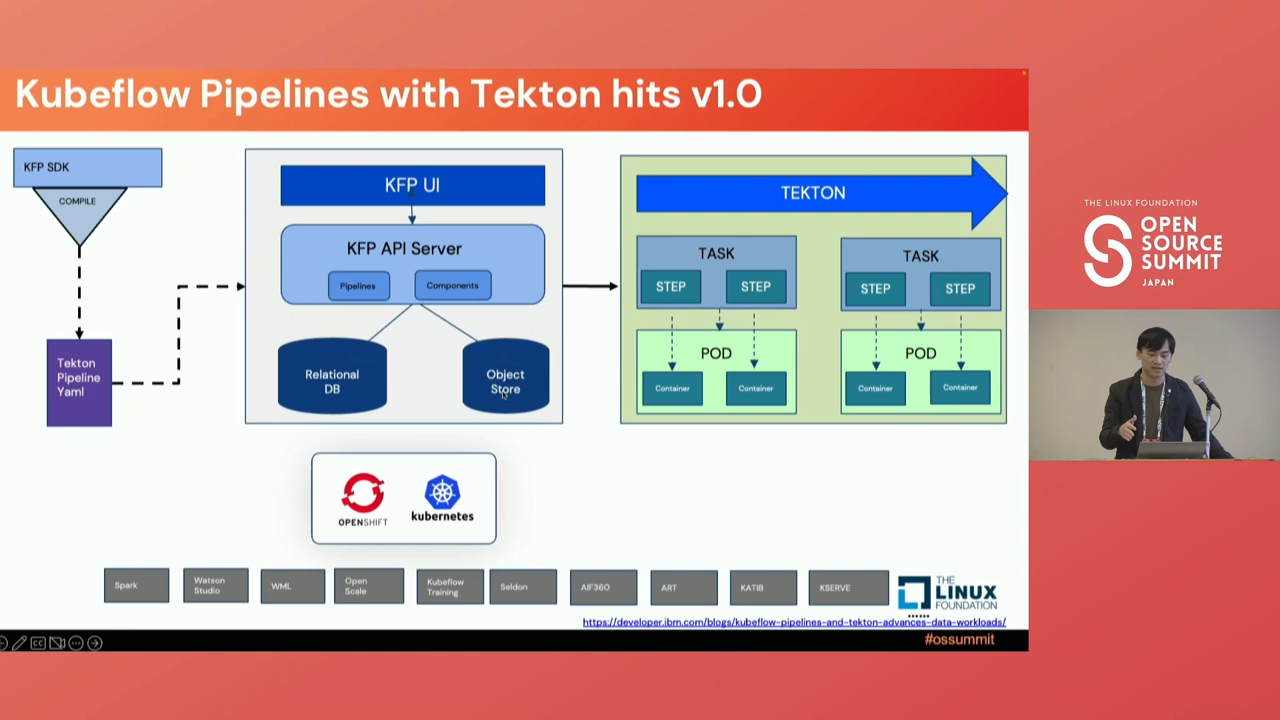 Kubeflow Pipelines with Tekton hits v1.0
KFP SDK
COMPILE
Tekton
Pipeline
Yaml
KFP UI
KFP API Server
Pipelines
Components
Relational
DB
Object
Store
TEKTON
TASK
STEP
STEP
POD
Container
Container
TASK
STEP
STEP
POD
Container
Container
OPENSHIFT
kubernetes
Spark
Watson
Studio
WML
Open
Scale
Kubeflow
Training
Seldon
AIF360
ART
KATIB
KSERVE
THE
LINUX
FOUNDATION
https://developer.ibm.com/blogs/kubeflow-pipelines-and-tekton-advances-data-workloads/
#ossummit
CC
THE LINUX FOUNDATION
OPEN
SOURCE
SUMMIT
JAPAN